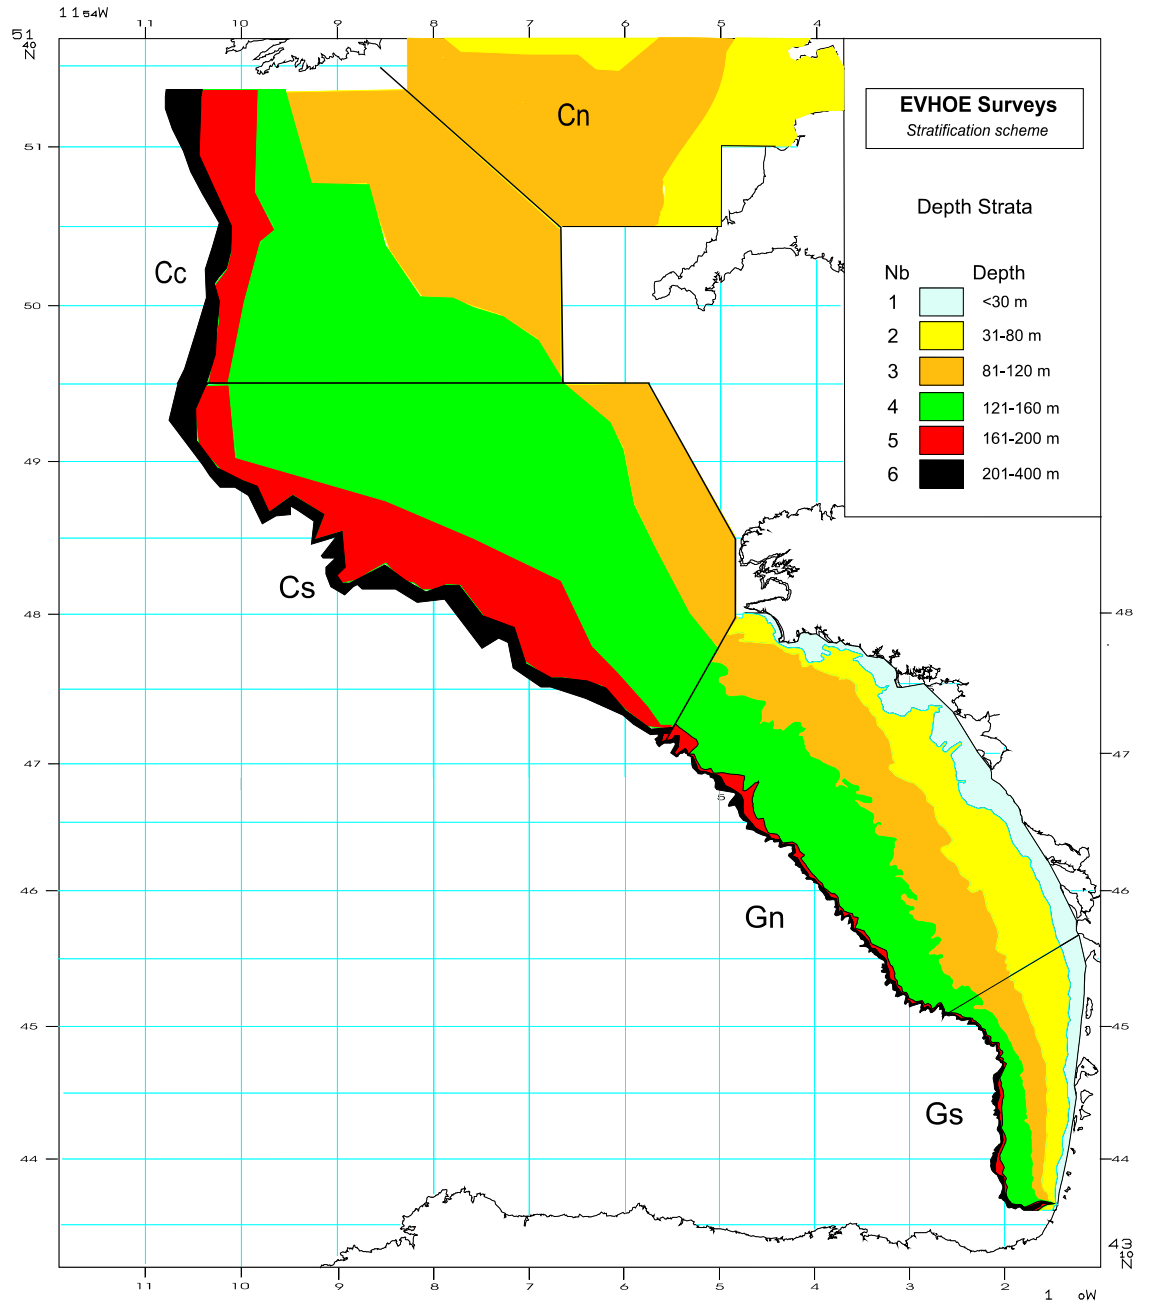 11 54W
11 10 9 8 7 6 5 4
51
40
N
EVHOE Surveys
Stratification scheme
Cn
51
Depth Strata
Cc
Nb Depth
1 <30 m
2 31-80 m
3 81-120 m
4 121-160 m
5 161-200 m
6 201-400 m
50
49
Cs
48 48
47 47
5
46 46
Gn
45 45
Gs
44 44
43
10
N
11 10 9 8 7 6 5 4 3 2
1 oW